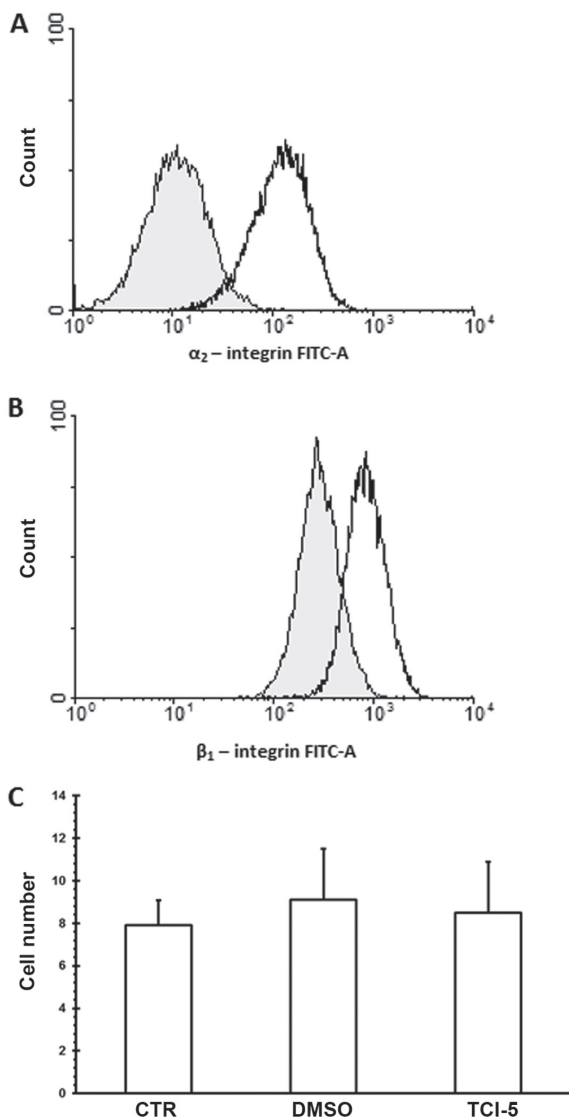 A
100
Count
0
10⁰ 10¹ 10² 10³ 10⁴
α₂ – integrin FITC-A
B
100
Count
0
10⁰ 10¹ 10² 10³ 10⁴
β₁ – integrin FITC-A
C
14
12
10
8
6
4
2
0
Cell number
CTR DMSO TCI-5